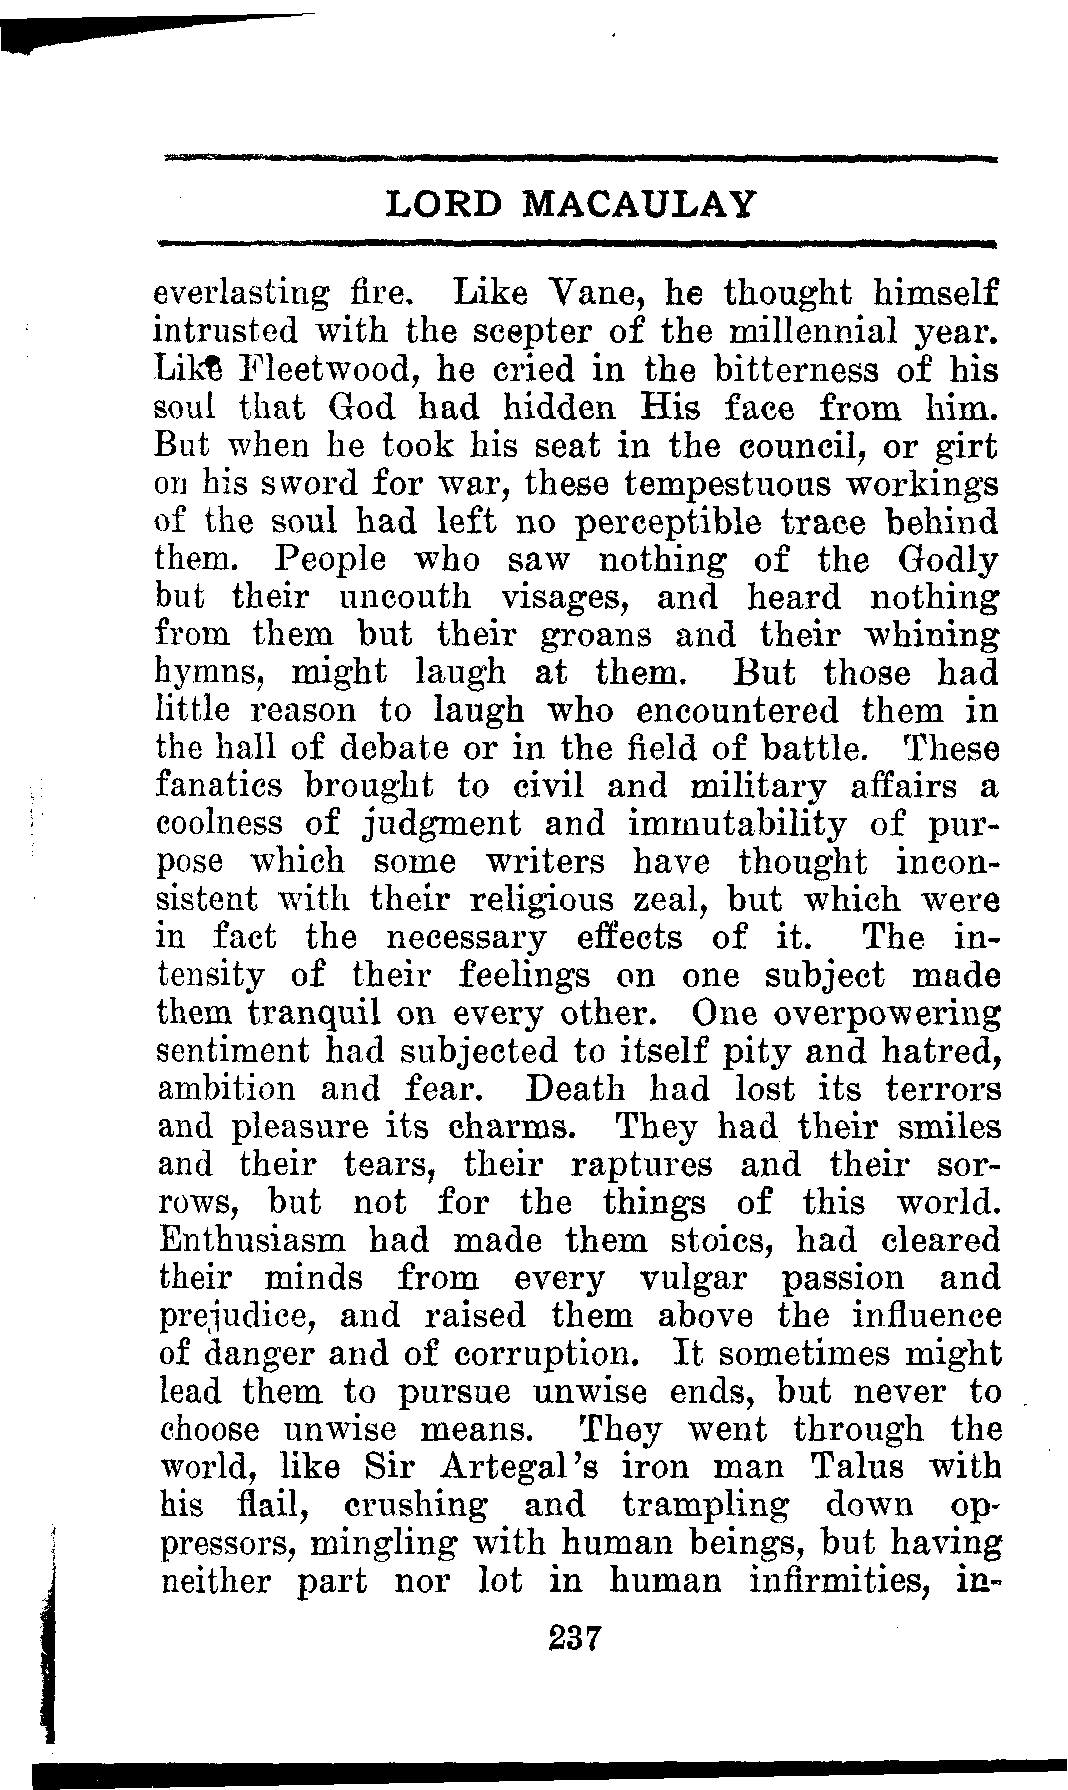 LORD MACAULAY
everlasting fire. Like Vane, he thought himself
intrusted with the scepter of the millennial year.
Like Fleetwood, he cried in the bitterness of his
soul that God had hidden His face from him.
But when he took his seat in the council, or girt
on his sword for war, these tempestuous workings
of the soul had left no perceptible trace behind
them. People who saw nothing of the Godly
but their uncouth visages, and heard nothing
from them but their groans and their whining
hymns, might laugh at them. But those had
little reason to laugh who encountered them in
the hall of debate or in the field of battle. These
fanatics brought to civil and military affairs a
coolness of judgment and immutability of pur-
pose which some writers have thought incon-
sistent with their religious zeal, but which were
in fact the necessary effects of it. The in-
tensity of their feelings on one subject made
them tranquil on every other. One overpowering
sentiment had subjected to itself pity and hatred,
ambition and fear. Death had lost its terrors
and pleasure its charms. They had their smiles
and their tears, their raptures and their sor-
rows, but not for the things of this world.
Enthusiasm had made them stoics, had cleared
their minds from every vulgar passion and
prejudice, and raised them above the influence
of danger and of corruption. It sometimes might
lead them to pursue unwise ends, but never to
choose unwise means. They went through the
world, like Sir Artegal's iron man Talus with
his flail, crushing and trampling down op-
pressors, mingling with human beings, but having
neither part nor lot in human infirmities, in-
237